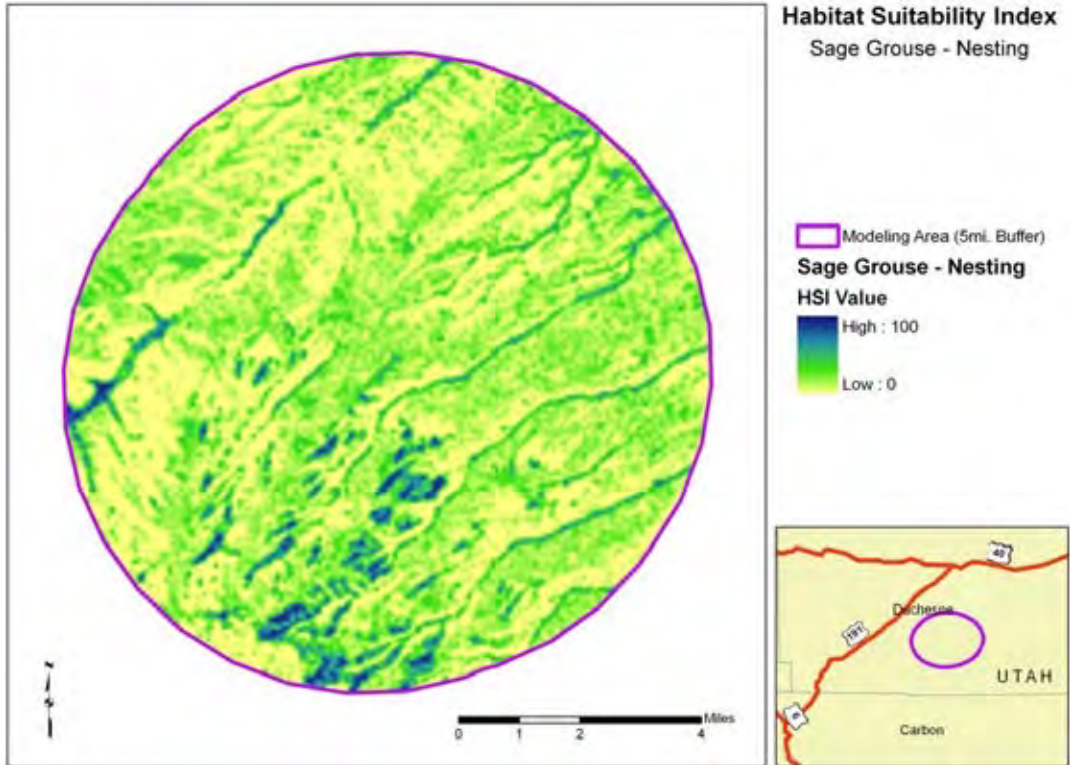 Habitat Suitability Index
Sage Grouse - Nesting
Modeling Area (5mi. Buffer)
Sage Grouse - Nesting
HSI Value
High : 100
Low : 0
Miles
0 1 2 4
40
Duchesne
191
UTAH
6
Carbon